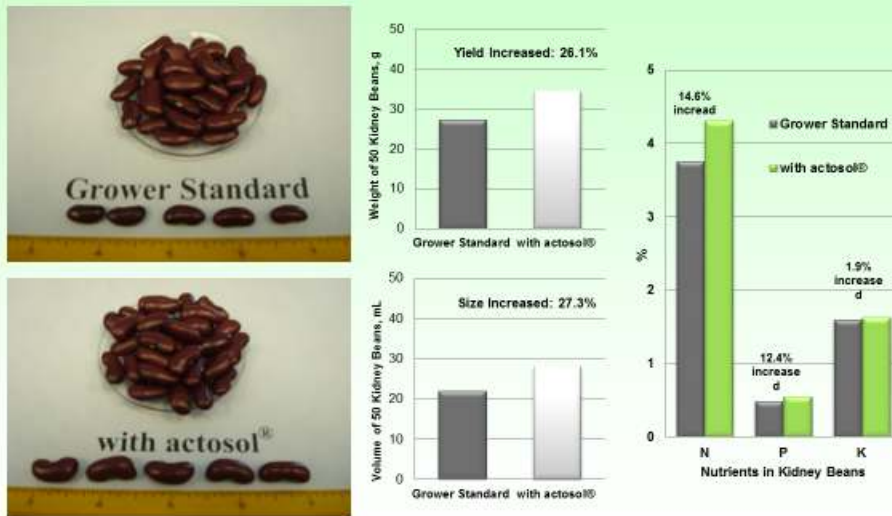 Grower Standard
with actosol®
Weight of 50 Kidney Beans, g
50
40
30
20
10
0
Yield Increased: 26.1%
Grower Standard with actosol®
Volume of 50 Kidney Beans, mL
50
40
30
20
10
0
Size Increased: 27.3%
Grower Standard with actosol®
%
5
4
3
2
1
0
14.6%
incread
Grower Standard
with actosol®
12.4%
increase
d
1.9%
increase
d
N P K
Nutrients in Kidney Beans